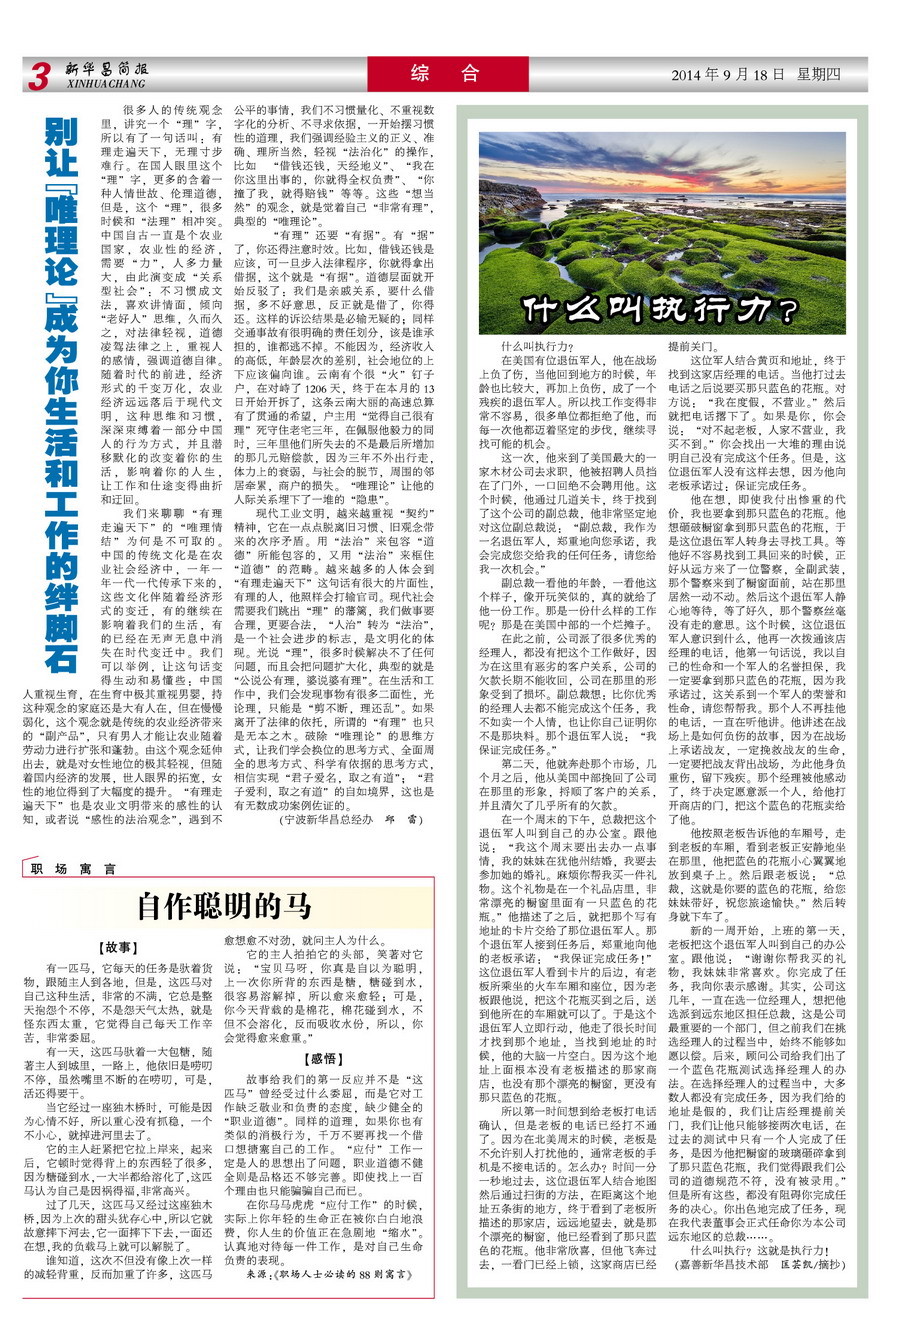 3
新华昌简报
XINHUACHANG
综 合
2014年9月18日 星期四
别让『唯理论』成为你生活和工作的绊脚石
很多人的传统观念
里，讲究一个“理”字，
所以有了一句话叫：有
理走遍天下，无理寸步
难行。在国人眼里这个
“理”字，更多的含着一
种人情世故、伦理道德，
但是，这个“理”，很多
时候和“法理”相冲突。
中国自古一直是个农业
国家，农业性的经济，
需要“力”，人多力量
大，由此演变成“关系
型社会”；不习惯成文
法，喜欢讲情面，倾向
“老好人”思维，久而久
之，对法律轻视，道德
凌驾法律之上，重视人
的感情，强调道德自律。
随着时代的前进，经济
形式的千变万化，农业
经济远远落后于现代文
明，这种思维和习惯，
深深束缚着一部分中国
人的行为方式，并且潜
移默化的改变着你的生
活，影响着你的人生，
让工作和仕途变得曲折
和迂回。
我们来聊聊“有理
走遍天下”的“唯理情
结”为何是不可取的。
中国的传统文化是在农
业社会经济中，一年一
年一代一代传承下来的，
这些文化伴随着经济形
式的变迁，有的继续在
影响着我们的生活，有
的已经在无声无息中消
失在时代变迁中。我们
可以举例，让这句话变
得生动和易懂些：中国
人重视生育，在生育中极其重视男婴，持
这种观念的家庭还是大有人在，但在慢慢
弱化，这个观念就是传统的农业经济带来
的“副产品”，只有男人才能让农业随着
劳动力进行扩张和蓬勃。由这个观念延伸
出去，就是对女性地位的极其轻视，但随
着国内经济的发展，世人眼界的拓宽，女
性的地位得到了大幅度的提升。“有理走
遍天下”也是农业文明带来的感性的认
知，或者说“感性的法治观念”，遇到不
公平的事情，我们不习惯量化、不重视数
字化的分析、不寻求依据，一开始摆习惯
性的道理，我们强调经验主义的正义、准
确、理所当然，轻视“法治化”的操作，
比如 “借钱还钱，天经地义”、“我在
你这里出事的，你就得全权负责”、“你
撞了我，就得赔钱”等等。这些“想当
然”的观念，就是觉着自己“非常有理”，
典型的“唯理论”。
“有理”还要“有据”。有“据”
了，你还得注意时效。比如，借钱还钱是
应该，可一旦步入法律程序，你就得拿出
借据，这个就是“有据”。道德层面就开
始反驳了：我们是亲戚关系，要什么借
据，多不好意思，反正就是借了，你得
还。这样的诉讼结果是必输无疑的；同样
交通事故有很明确的责任划分，该是谁承
担的，谁都逃不掉。不能因为，经济收入
的高低，年龄层次的差别，社会地位的上
下应该偏向谁。云南有个很“火”钉子
户，在对峙了1206天，终于在本月的13
日开始开拆了，这条云南大丽的高速总算
有了贯通的希望，户主用“觉得自己很有
理”死守住老宅三年，在佩服他毅力的同
时，三年里他们所失去的不是最后所增加
的那几元赔偿款，因为三年不外出行走，
体力上的衰弱，与社会的脱节，周围的邻
居牵累，商户的损失。“唯理论”让他的
人际关系埋下了一堆的“隐患”。
现代工业文明，越来越重视“契约”
精神，它在一点点脱离旧习惯、旧观念带
来的次序矛盾。用“法治”来包容“道
德”所能包容的，又用“法治”来框住
“道德”的范畴。越来越多的人体会到
“有理走遍天下”这句话有很大的片面性，
有理的人，他照样会打输官司。现代社会
需要我们跳出“理”的藩篱，我们做事要
合理，更要合法，“人治”转为“法治”，
是一个社会进步的标志，是文明化的体
现。光说“理”，很多时候解决不了任何
问题，而且会把问题扩大化，典型的就是
“公说公有理，婆说婆有理”。在生活和工
作中，我们会发现事物有很多二面性，光
论理，只能是“剪不断，理还乱”。如果
离开了法律的依托，所谓的“有理”也只
是无本之木。破除“唯理论”的思维方
式，让我们学会换位的思考方式、全面周
全的思考方式、科学有依据的思考方式，
相信实现“君子爱名，取之有道”；“君
子爱利，取之有道”的自如境界，这也是
有无数成功案例佐证的。
（宁波新华昌总经办 邱 雷）
职 场 寓 言
自作聪明的马
【故事】
有一匹马，它每天的任务是驮着货
物，跟随主人到各地，但是，这匹马对
自己这种生活，非常的不满，它总是整
天抱怨个不停，不是怨天气太热，就是
怪东西太重，它觉得自己每天工作辛
苦，非常委屈。
有一天，这匹马驮着一大包糖，随
著主人到城里，一路上，他依旧是唠叨
不停，虽然嘴里不断的在唠叨，可是，
活还得要干。
当它经过一座独木桥时，可能是因
为心情不好，所以重心没有抓稳，一个
不小心，就掉进河里去了。
它的主人赶紧把它拉上岸来，起来
后，它顿时觉得背上的东西轻了很多，
因为糖碰到水，一大半都给溶化了，这匹
马认为自己是因祸得福，非常高兴。
过了几天，这匹马又经过这座独木
桥，因为上次的甜头犹存心中，所以它就
故意摔下河去，它一面摔下下去，一面还
在想，我的负载马上就可以解脱了。
谁知道，这次不但没有像上次一样
的减轻背重，反而加重了许多，这匹马
愈想愈不对劲，就问主人为什么。
它的主人拍拍它的头部，笑著对它
说：“宝贝马呀，你真是自以为聪明，
上一次你所背的东西是糖，糖碰到水，
很容易溶解掉，所以愈来愈轻；可是，
你今天背载的是棉花，棉花碰到水，不
但不会溶化，反而吸收水份，所以，你
会觉得愈来愈重。”
【感悟】
故事给我们的第一反应并不是“这
匹马”曾经受过什么委屈，而是它对工
作缺乏敬业和负责的态度，缺少健全的
“职业道德”。同样的道理，如果你也有
类似的消极行为，千万不要再找一个借
口想搪塞自己的工作。“应付”工作一
定是人的思想出了问题，职业道德不健
全则是品格还不够完善。即使找上一百
个理由也只能骗骗自己而已。
在你马马虎虎“应付工作”的时候，
实际上你年轻的生命正在被你白白地浪
费，你人生的价值正在急剧地“缩水”。
认真地对待每一件工作，是对自己生命
负责的表现。
来源：《职场人士必读的88则寓言》
什么叫执行力？
什么叫执行力？
在美国有位退伍军人，他在战场
上负了伤，当他回到地方的时候，年
龄也比较大，再加上负伤，成了一个
残疾的退伍军人。所以找工作变得非
常不容易，很多单位都拒绝了他，而
每一次他都迈着坚定的步伐，继续寻
找可能的机会。
这一次，他来到了美国最大的一
家木材公司去求职，他被招聘人员挡
在了门外，一口回绝不会聘用他。这
个时候，他通过几道关卡，终于找到
了这个公司的副总裁，他非常坚定地
对这位副总裁说：“副总裁，我作为
一名退伍军人，郑重地向您承诺，我
会完成您交给我的任何任务，请您给
我一次机会。”
副总裁一看他的年龄，一看他这
个样子，像开玩笑似的，真的就给了
他一份工作。那是一份什么样的工作
呢？那是在美国中部的一个烂摊子。
在此之前，公司派了很多优秀的
经理人，都没有把这个工作做好，因
为在这里有恶劣的客户关系，公司的
欠款长期不能收回，公司在那里的形
象受到了损坏。副总裁想：比你优秀
的经理人去都不能完成这个任务，我
不如卖一个人情，也让你自己证明你
不是那块料。那个退伍军人说：“我
保证完成任务。”
第二天，他就奔赴那个市场，几
个月之后，他从美国中部挽回了公司
在那里的形象，捋顺了客户的关系，
并且清欠了几乎所有的欠款。
在一个周末的下午，总裁把这个
退伍军人叫到自己的办公室。跟他
说：“我这个周末要出去办一点事
情，我的妹妹在犹他州结婚，我要去
参加她的婚礼。麻烦你帮我买一件礼
物。这个礼物是在一个礼品店里，非
常漂亮的橱窗里面有一只蓝色的花
瓶。”他描述了之后，就把那个写有
地址的卡片交给了那位退伍军人。那
个退伍军人接到任务后，郑重地向他
的老板承诺：“我保证完成任务！”
这位退伍军人看到卡片的后边，有老
板所乘坐的火车车厢和座位，因为老
板跟他说，把这个花瓶买到之后，送
到他所在的车厢就可以了。于是这个
退伍军人立即行动，他走了很长时间
才找到那个地址，当找到地址的时
候，他的大脑一片空白。因为这个地
址上面根本没有老板描述的那家商
店，也没有那个漂亮的橱窗，更没有
那只蓝色的花瓶。
所以第一时间想到给老板打电话
确认，但是老板的电话已经打不通
了。因为在北美周末的时候，老板是
不允许别人打扰他的，通常老板的手
机是不接电话的。怎么办？时间一分
一秒地过去，这位退伍军人结合地图
然后通过扫街的方法，在距离这个地
址五条街的地方，终于看到了老板所
描述的那家店，远远地望去，就是那
个漂亮的橱窗，他已经看到了那只蓝
色的花瓶。他非常欣喜，但他飞奔过
去，一看门已经上锁，这家商店已经
提前关门。
这位军人结合黄页和地址，终于
找到这家店经理的电话。当他打过去
电话之后说要买那只蓝色的花瓶。对
方说：“我在度假，不营业。”然后
就把电话撂下了。如果是你，你会
说：“对不起老板，人家不营业，我
买不到。”你会找出一大堆的理由说
明自己没有完成这个任务。但是，这
位退伍军人没有这样去想，因为他向
老板承诺过：保证完成任务。
他在想，即使我付出惨重的代
价，我也要拿到那只蓝色的花瓶。他
想砸破橱窗拿到那只蓝色的花瓶，于
是这位退伍军人转身去寻找工具。等
他好不容易找到工具回来的时候，正
好从远方来了一位警察，全副武装，
那个警察来到了橱窗面前，站在那里
居然一动不动。然后这个退伍军人静
心地等待，等了好久，那个警察丝毫
没有走的意思。这个时候，这位退伍
军人意识到什么，他再一次拨通该店
经理的电话，他第一句话说，我以自
己的性命和一个军人的名誉担保，我
一定要拿到那只蓝色的花瓶，因为我
承诺过，这关系到一个军人的荣誉和
性命，请您帮帮我。那个人不再挂他
的电话，一直在听他讲。他讲述在战
场上是如何负伤的故事，因为在战场
上承诺战友，一定挽救战友的生命，
一定要把战友背出战场，为此他身负
重伤，留下残疾。那个经理被他感动
了，终于决定愿意派一个人，给他打
开商店的门，把这个蓝色的花瓶卖给
了他。
他按照老板告诉他的车厢号，走
到老板的车厢，看到老板正安静地坐
在那里，他把蓝色的花瓶小心翼翼地
放到桌子上。然后跟老板说：“总
裁，这就是你要的蓝色的花瓶，给您
妹妹带好，祝您旅途愉快。”然后转
身就下车了。
新的一周开始，上班的第一天，
老板把这个退伍军人叫到自己的办公
室。跟他说：“谢谢你帮我买的礼
物，我妹妹非常喜欢。你完成了任
务，我向你表示感谢。其实，公司这
几年，一直在选一位经理人，想把他
选派到远东地区担任总裁，这是公司
最重要的一个部门，但之前我们在挑
选经理人的过程当中，始终不能够如
愿以偿。后来，顾问公司给我们出了
一个蓝色花瓶测试选择经理人的办
法。在选择经理人的过程当中，大多
数人都没有完成任务，因为我们给的
地址是假的，我们让店经理提前关
门，我们让他只能够接两次电话，在
过去的测试中只有一个人完成了任
务，是因为他把橱窗的玻璃砸碎拿到
了那只蓝色花瓶，我们觉得跟我们公
司的道德规范不符，没有被录用。”
但是所有这些，都没有阻碍你完成任
务的决心。你出色地完成了任务，现
在我代表董事会正式任命你为本公司
远东地区的总裁……。
什么叫执行？这就是执行力！
（嘉善新华昌技术部 匡荟凯/摘抄）